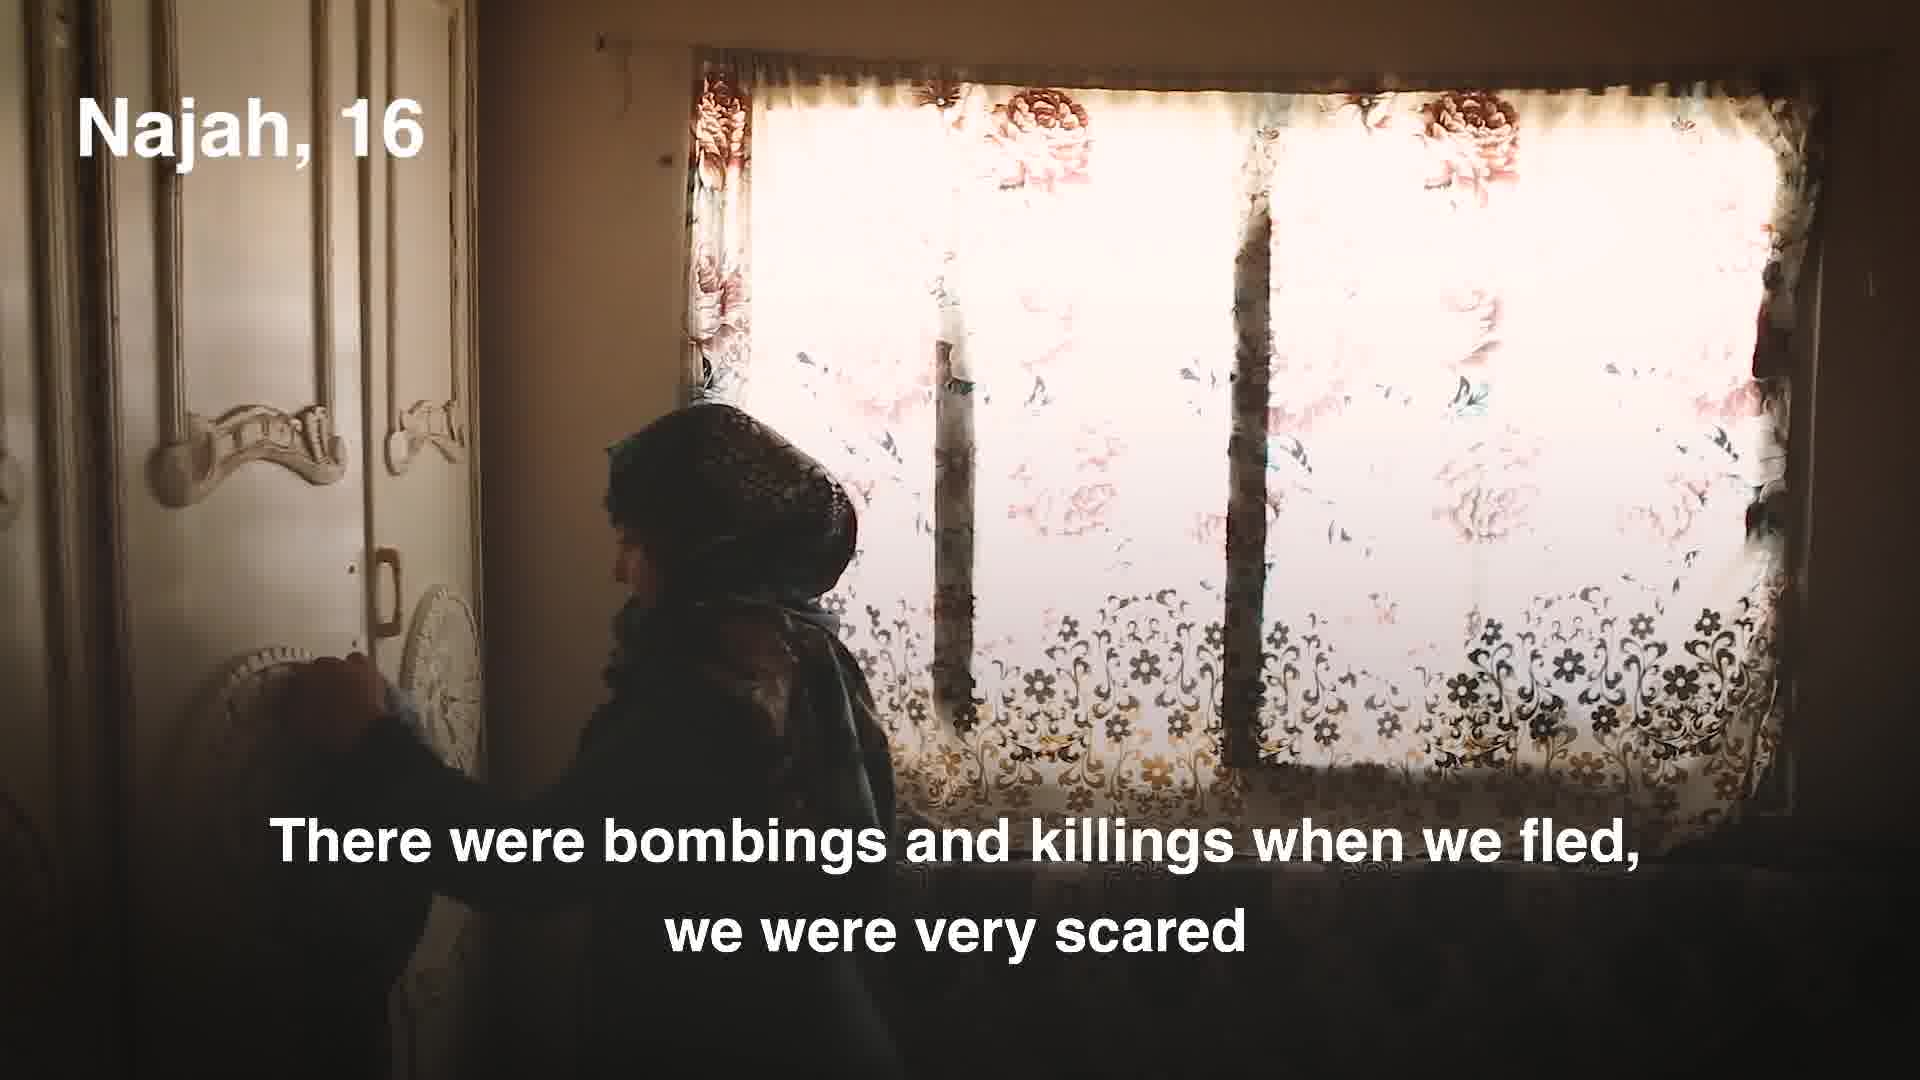 Najah, 16
There were bombings and killings when we fled,
we were very scared